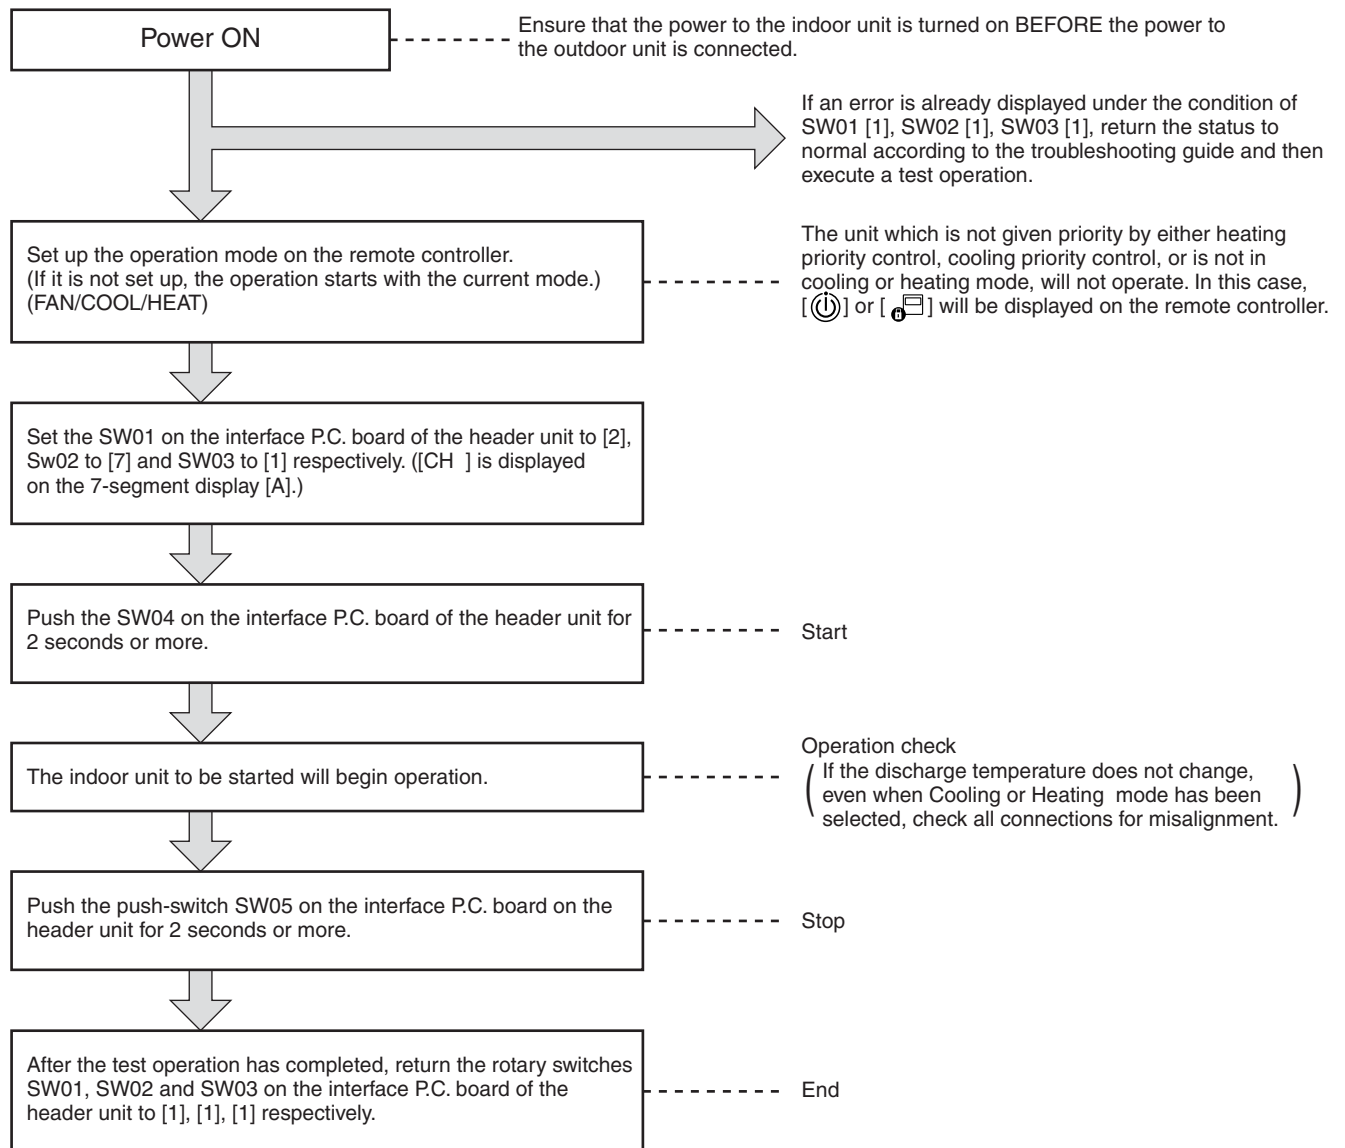 Power ON
Ensure that the power to the indoor unit is turned on BEFORE the power to
the outdoor unit is connected.
If an error is already displayed under the condition of
SW01 [1], SW02 [1], SW03 [1], return the status to
normal according to the troubleshooting guide and then
execute a test operation.
Set up the operation mode on the remote controller.
(If it is not set up, the operation starts with the current mode.)
(FAN/COOL/HEAT)
The unit which is not given priority by either heating
priority control, cooling priority control, or is not in
cooling or heating mode, will not operate. In this case,
[ ] or [ ] will be displayed on the remote controller.
Set the SW01 on the interface P.C. board of the header unit to [2],
Sw02 to [7] and SW03 to [1] respectively. ([CH  ] is displayed
on the 7-segment display [A].)
Push the SW04 on the interface P.C. board of the header unit for
2 seconds or more.
Start
The indoor unit to be started will begin operation.
Operation check
( If the discharge temperature does not change,
even when Cooling or Heating  mode has been
selected, check all connections for misalignment. )
Push the push-switch SW05 on the interface P.C. board on the
header unit for 2 seconds or more.
Stop
After the test operation has completed, return the rotary switches
SW01, SW02 and SW03 on the interface P.C. board of the
header unit to [1], [1], [1] respectively.
End